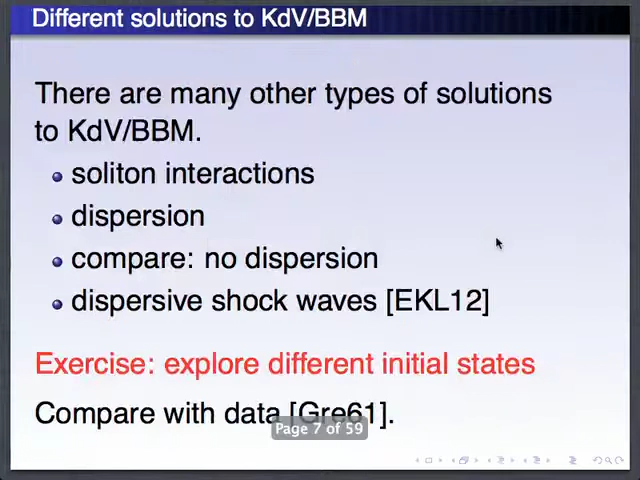 Different solutions to KdV/BBM
There are many other types of solutions
to KdV/BBM.
soliton interactions
dispersion
compare: no dispersion
dispersive shock waves [EKL12]
Exercise: explore different initial states
Compare with data [Gre61].
Page 7 of 59